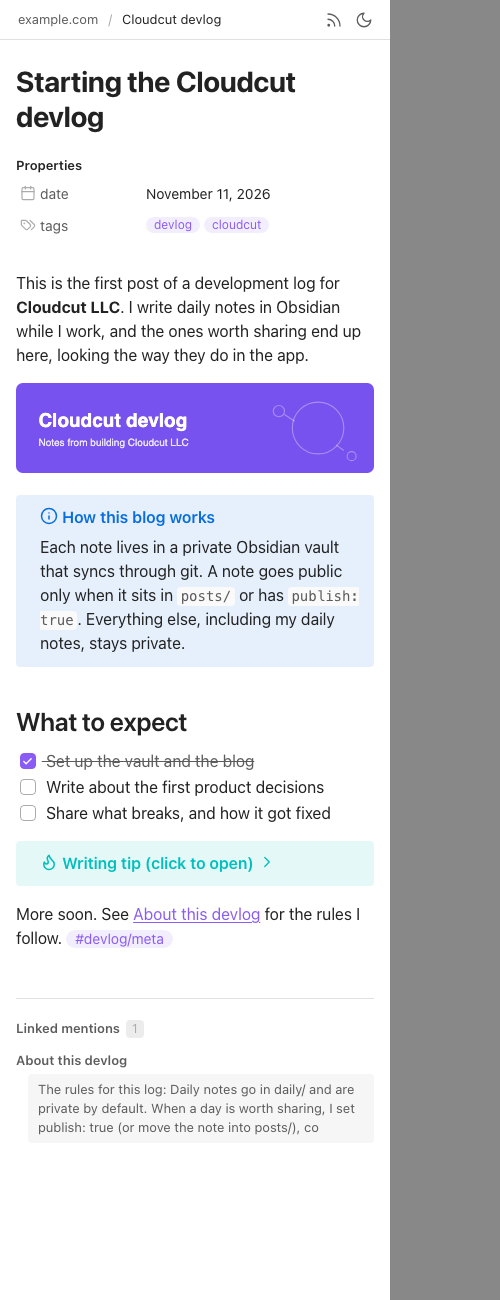 example.com / Cloudcut devlog
Starting the Cloudcut
devlog
Properties
date November 11, 2026
tags devlog cloudcut
This is the first post of a development log for
Cloudcut LLC. I write daily notes in Obsidian
while I work, and the ones worth sharing end up
here, looking the way they do in the app.
Cloudcut devlog
Notes from building Cloudcut LLC
How this blog works
Each note lives in a private Obsidian vault
that syncs through git. A note goes public
only when it sits in posts/ or has publish:
true. Everything else, including my daily
notes, stays private.
What to expect
Set up the vault and the blog
Write about the first product decisions
Share what breaks, and how it got fixed
Writing tip (click to open)
More soon. See About this devlog for the rules I
follow. #devlog/meta
Linked mentions 1
About this devlog
The rules for this log: Daily notes go in daily/ and are
private by default. When a day is worth sharing, I set
publish: true (or move the note into posts/), co